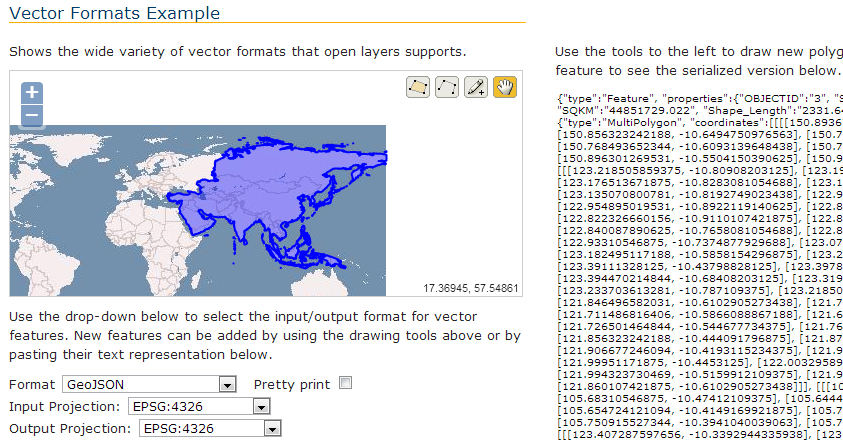 Vector Formats Example
Shows the wide variety of vector formats that open layers supports.
+
−
17.36945, 57.54861
Use the drop-down below to select the input/output format for vector
features. New features can be added by using the drawing tools above or by
pasting their text representation below.
Format GeoJSON Pretty print
Input Projection: EPSG:4326
Output Projection: EPSG:4326
Use the tools to the left to draw new polyg
feature to see the serialized version below.
{"type":"Feature", "properties":{"OBJECTID":"3", "S
"SQKM":"44851729.022", "Shape_Length":"2331.64
{"type":"MultiPolygon", "coordinates":[[[[150.8936
[150.856323242188, -10.6494750976563], [150.7
[150.768493652344, -10.6093139648438], [150.7
[150.896301269531, -10.5504150390625], [150.9
[[[123.218505859375, -10.80908203125], [123.19
[123.176513671875, -10.8283081054688], [123.1
[123.135070800781, -10.8192749023438], [122.9
[122.954895019531, -10.8922119140625], [122.8
[122.822326660156, -10.9110107421875], [122.8
[122.840087890625, -10.7658081054688], [122.8
[122.93310546875, -10.7374877929688], [123.07
[123.182495117188, -10.5858154296875], [123.2
[123.39111328125, -10.437988828125], [123.3978
[123.394470214844, -10.68408203125], [123.319
[123.233703613281, -10.787109375], [123.21850
[121.846496582031, -10.6102905273438], [121.7
[121.711486816406, -10.5866088867188], [121.6
[121.726501464844, -10.544677734375], [121.76
[121.856323242188, -10.444091796875], [121.87
[121.906677246094, -10.4193115234375], [121.9
[121.99951171875, -10.4453125], [122.00329589
[121.994323730469, -10.5159912109375], [121.9
[121.860107421875, -10.6102905273438]]], [[[10
[105.68310546875, -10.47412109375], [105.6444
[105.654724121094, -10.4149169921875], [105.7
[105.750915527344, -10.3941040039063], [105.7
[[[123.407287597656, -10.3392944335938], [123